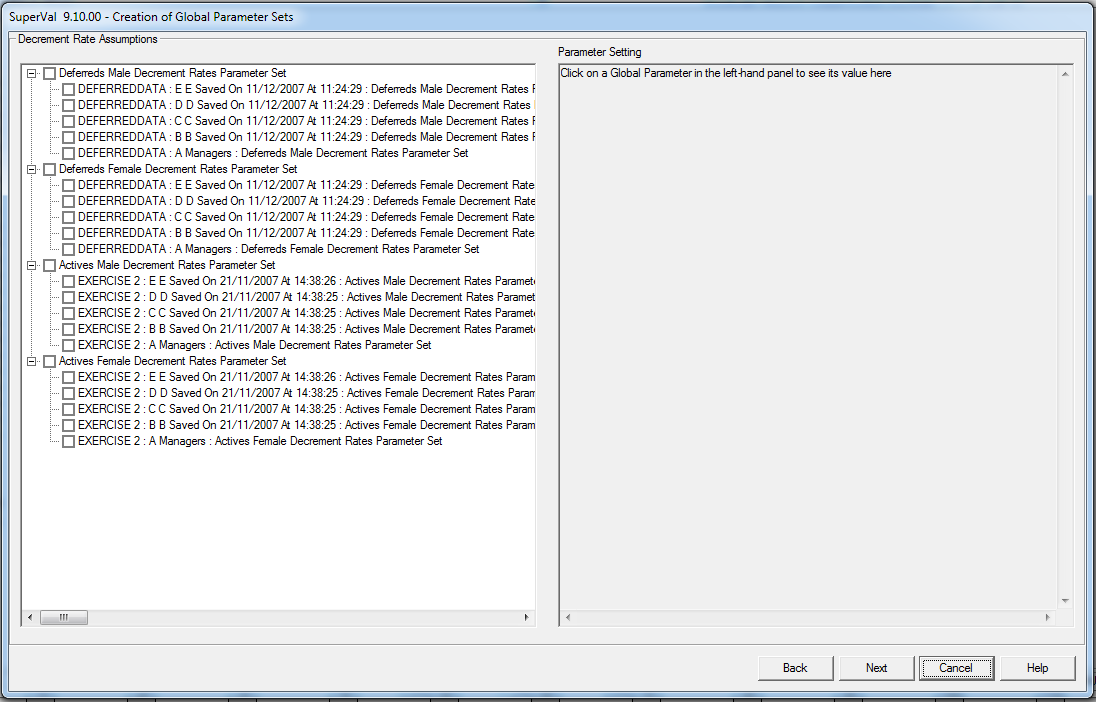 SuperVal 9.10.00 - Creation of Global Parameter Sets
Decrement Rate Assumptions
Deferreds Male Decrement Rates Parameter Set
DEFERREDDATA : E E Saved On 11/12/2007 At 11:24:29 : Deferreds Male Decrement Rates
DEFERREDDATA : D D Saved On 11/12/2007 At 11:24:29 : Deferreds Male Decrement Rates
DEFERREDDATA : C C Saved On 11/12/2007 At 11:24:29 : Deferreds Male Decrement Rates
DEFERREDDATA : B B Saved On 11/12/2007 At 11:24:29 : Deferreds Male Decrement Rates
DEFERREDDATA : A Managers : Deferreds Male Decrement Rates Parameter Set
Deferreds Female Decrement Rates Parameter Set
DEFERREDDATA : E E Saved On 11/12/2007 At 11:24:29 : Deferreds Female Decrement Rate
DEFERREDDATA : D D Saved On 11/12/2007 At 11:24:29 : Deferreds Female Decrement Rate
DEFERREDDATA : C C Saved On 11/12/2007 At 11:24:29 : Deferreds Female Decrement Rate
DEFERREDDATA : B B Saved On 11/12/2007 At 11:24:29 : Deferreds Female Decrement Rate
DEFERREDDATA : A Managers : Deferreds Female Decrement Rates Parameter Set
Actives Male Decrement Rates Parameter Set
EXERCISE 2 : E E Saved On 21/11/2007 At 14:38:26 : Actives Male Decrement Rates Paramet
EXERCISE 2 : D D Saved On 21/11/2007 At 14:38:25 : Actives Male Decrement Rates Paramet
EXERCISE 2 : C C Saved On 21/11/2007 At 14:38:25 : Actives Male Decrement Rates Paramet
EXERCISE 2 : B B Saved On 21/11/2007 At 14:38:25 : Actives Male Decrement Rates Paramet
EXERCISE 2 : A Managers : Actives Male Decrement Rates Parameter Set
Actives Female Decrement Rates Parameter Set
EXERCISE 2 : E E Saved On 21/11/2007 At 14:38:26 : Actives Female Decrement Rates Param
EXERCISE 2 : D D Saved On 21/11/2007 At 14:38:25 : Actives Female Decrement Rates Param
EXERCISE 2 : C C Saved On 21/11/2007 At 14:38:25 : Actives Female Decrement Rates Param
EXERCISE 2 : B B Saved On 21/11/2007 At 14:38:25 : Actives Female Decrement Rates Param
EXERCISE 2 : A Managers : Actives Female Decrement Rates Parameter Set
Parameter Setting
Click on a Global Parameter in the left-hand panel to see its value here
Back
Next
Cancel
Help